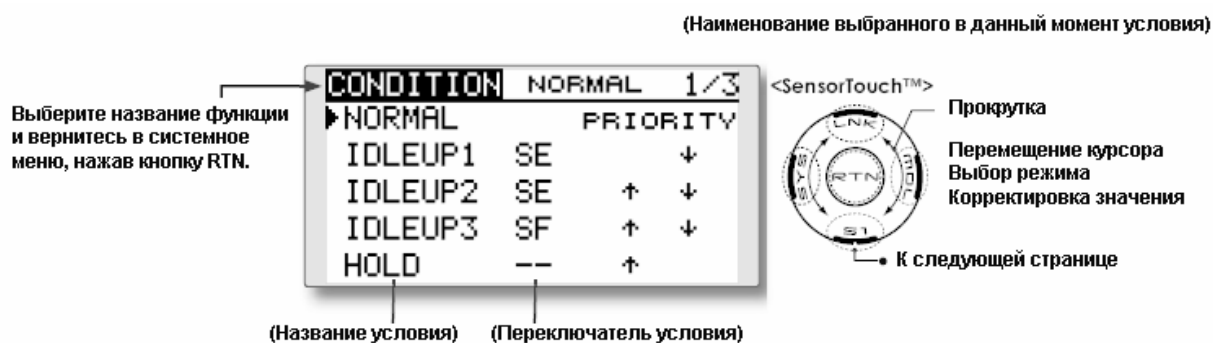 (Наименование выбранного в данный момент условия)
Выберите название функции
и вернитесь в системное
меню, нажав кнопку RTN.
CONDITION NORMAL 1/3
NORMAL PRIORITY
IDLEUP1 SE ↓
IDLEUP2 SE ↑ ↓
IDLEUP3 SF ↑ ↓
HOLD -- ↑
(Название условия) (Переключатель условия)
<SensorTouch™>
LNK
SYS
RTN
MDL
S1
Прокрутка
Перемещение курсора
Выбор режима
Корректировка значения
К следующей странице